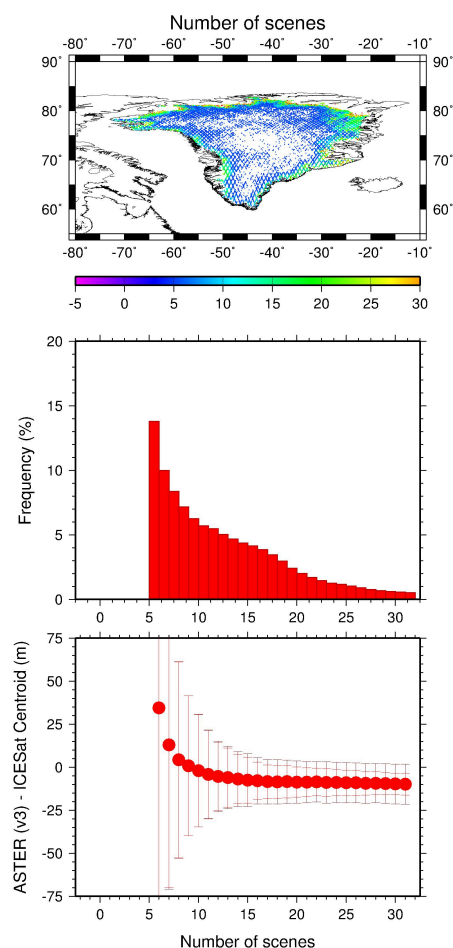 Number of scenes
-80° -70° -60° -50° -40° -30° -20° -10°
90° 90°
80° 80°
70° 70°
60° 60°
-80° -70° -60° -50° -40° -30° -20° -10°
-5 0 5 10 15 20 25 30
20
15
10
5
0
Frequency (%)
0 5 10 15 20 25 30
75
50
25
0
-25
-50
-75
ASTER (v3) - ICESat Centroid (m)
0 5 10 15 20 25 30
Number of scenes